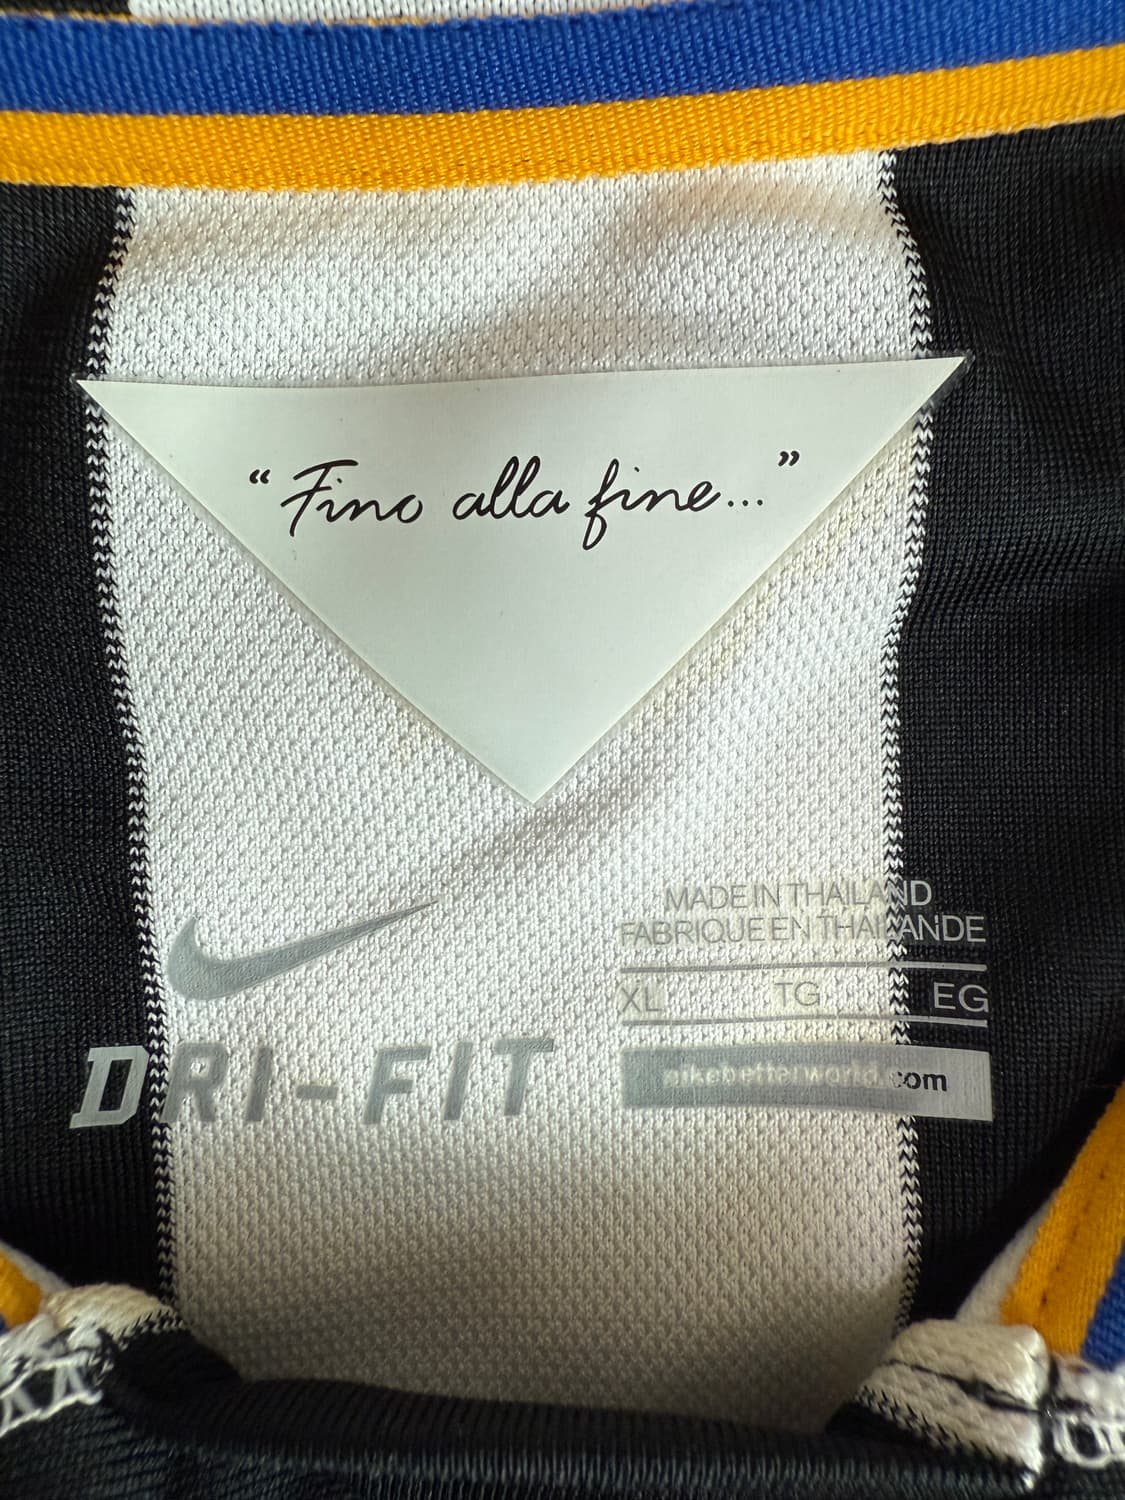 “Fino alla fine...”
MADE IN THAILAND
FABRIQUE EN THAILANDE
XL TG EG
DRI-FIT
nikebetterworld.com